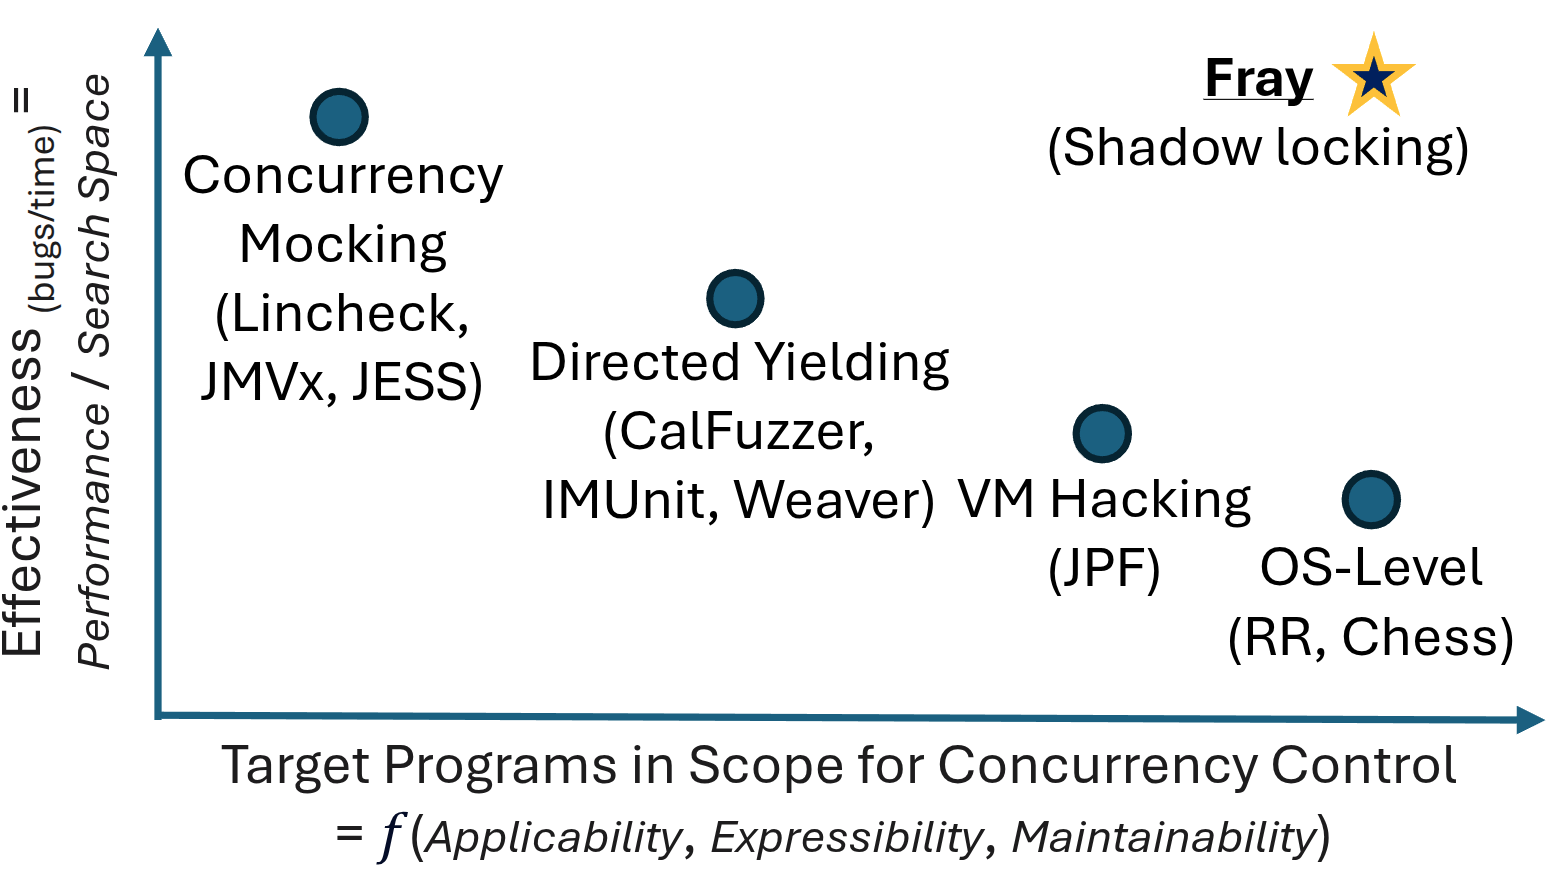 Effectiveness (bugs/time) =
Performance / Search Space
Fray
(Shadow locking)
Concurrency
Mocking
(Lincheck,
JMVx, JESS)
Directed Yielding
(CalFuzzer,
IMUnit, Weaver)
VM Hacking
(JPF)
OS-Level
(RR, Chess)
Target Programs in Scope for Concurrency Control
= f (Applicability, Expressibility, Maintainability)